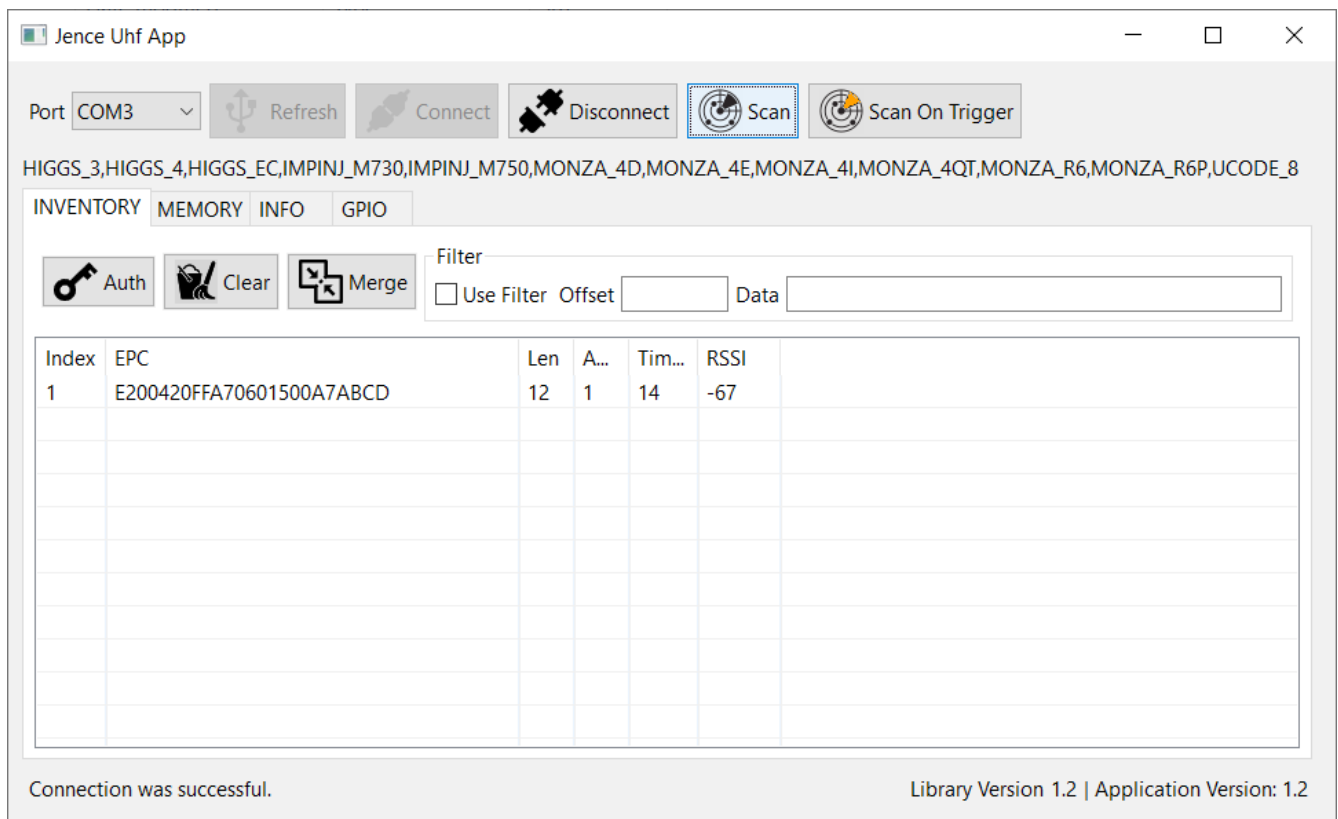 Jence Uhf App
Port COM3 Refresh Connect Disconnect Scan Scan On Trigger
HIGGS_3,HIGGS_4,HIGGS_EC,IMPINJ_M730,IMPINJ_M750,MONZA_4D,MONZA_4E,MONZA_4I,MONZA_4QT,MONZA_R6,MONZA_R6P,UCODE_8
INVENTORY MEMORY INFO GPIO
Auth Clear Merge
Filter
Use Filter Offset Data
Index EPC Len A... Tim... RSSI
1 E200420FFA70601500A7ABCD 12 1 14 -67
Connection was successful. Library Version 1.2 | Application Version: 1.2